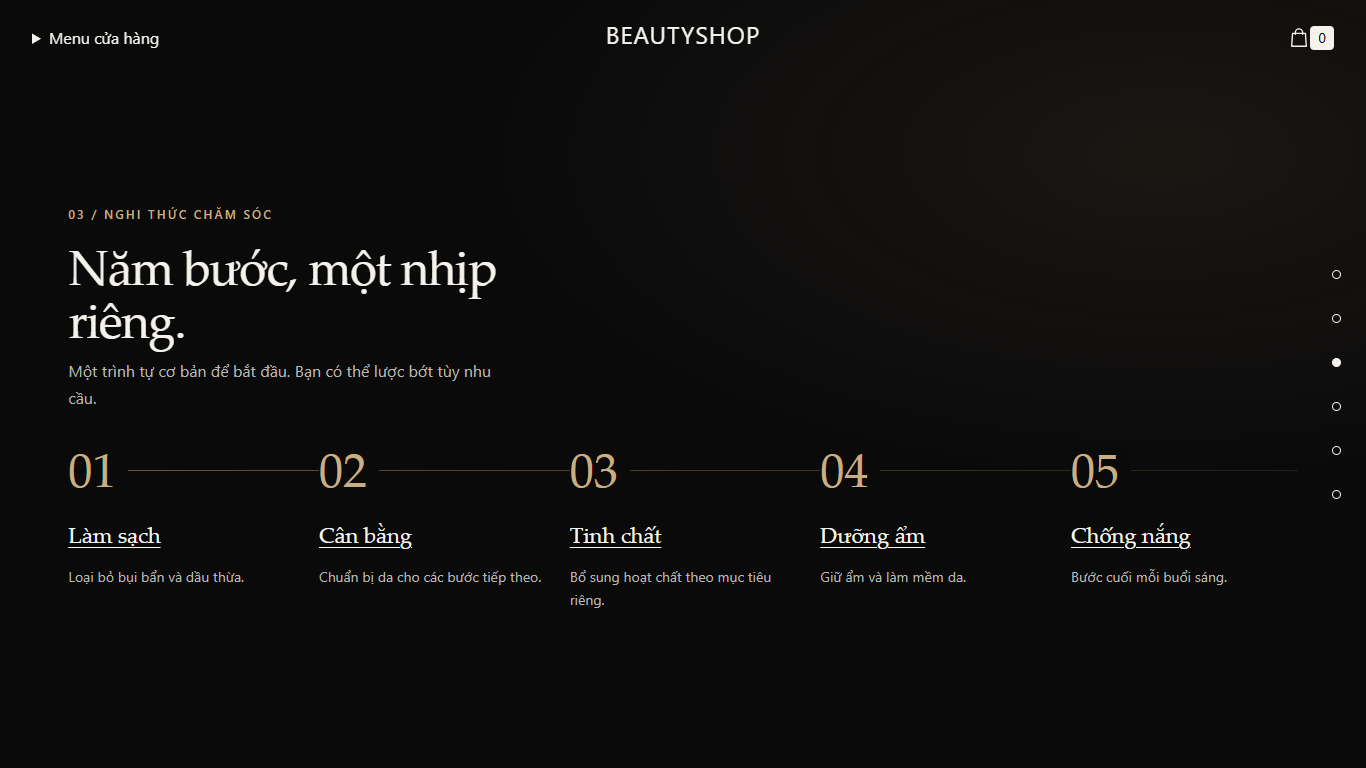 Menu cửa hàng
BEAUTYSHOP
0
03 / NGHI THỨC CHĂM SÓC
Năm bước, một nhịp
riêng.
Một trình tự cơ bản để bắt đầu. Bạn có thể lược bớt tùy nhu
cầu.
01
02
03
04
05
Làm sạch
Cân bằng
Tinh chất
Dưỡng ẩm
Chống nắng
Loại bỏ bụi bẩn và dầu thừa.
Chuẩn bị da cho các bước tiếp theo.
Bổ sung hoạt chất theo mục tiêu
riêng.
Giữ ẩm và làm mềm da.
Bước cuối mỗi buổi sáng.